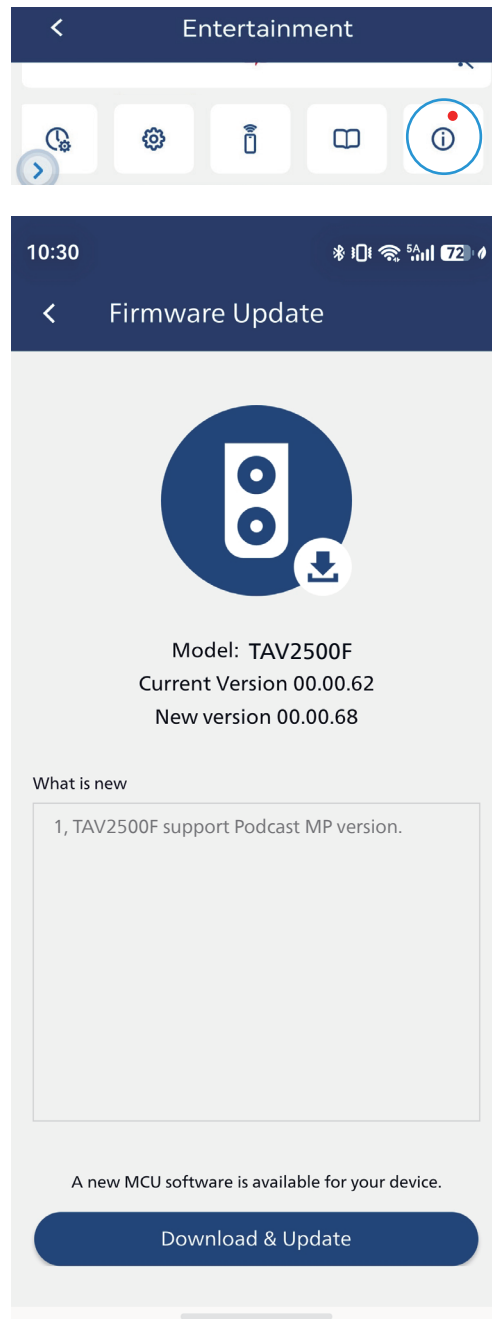 Entertainment
10:30
5A
72
Firmware Update
Model: TAV2500F
Current Version 00.00.62
New version 00.00.68
What is new
1, TAV2500F support Podcast MP version.
A new MCU software is available for your device.
Download & Update